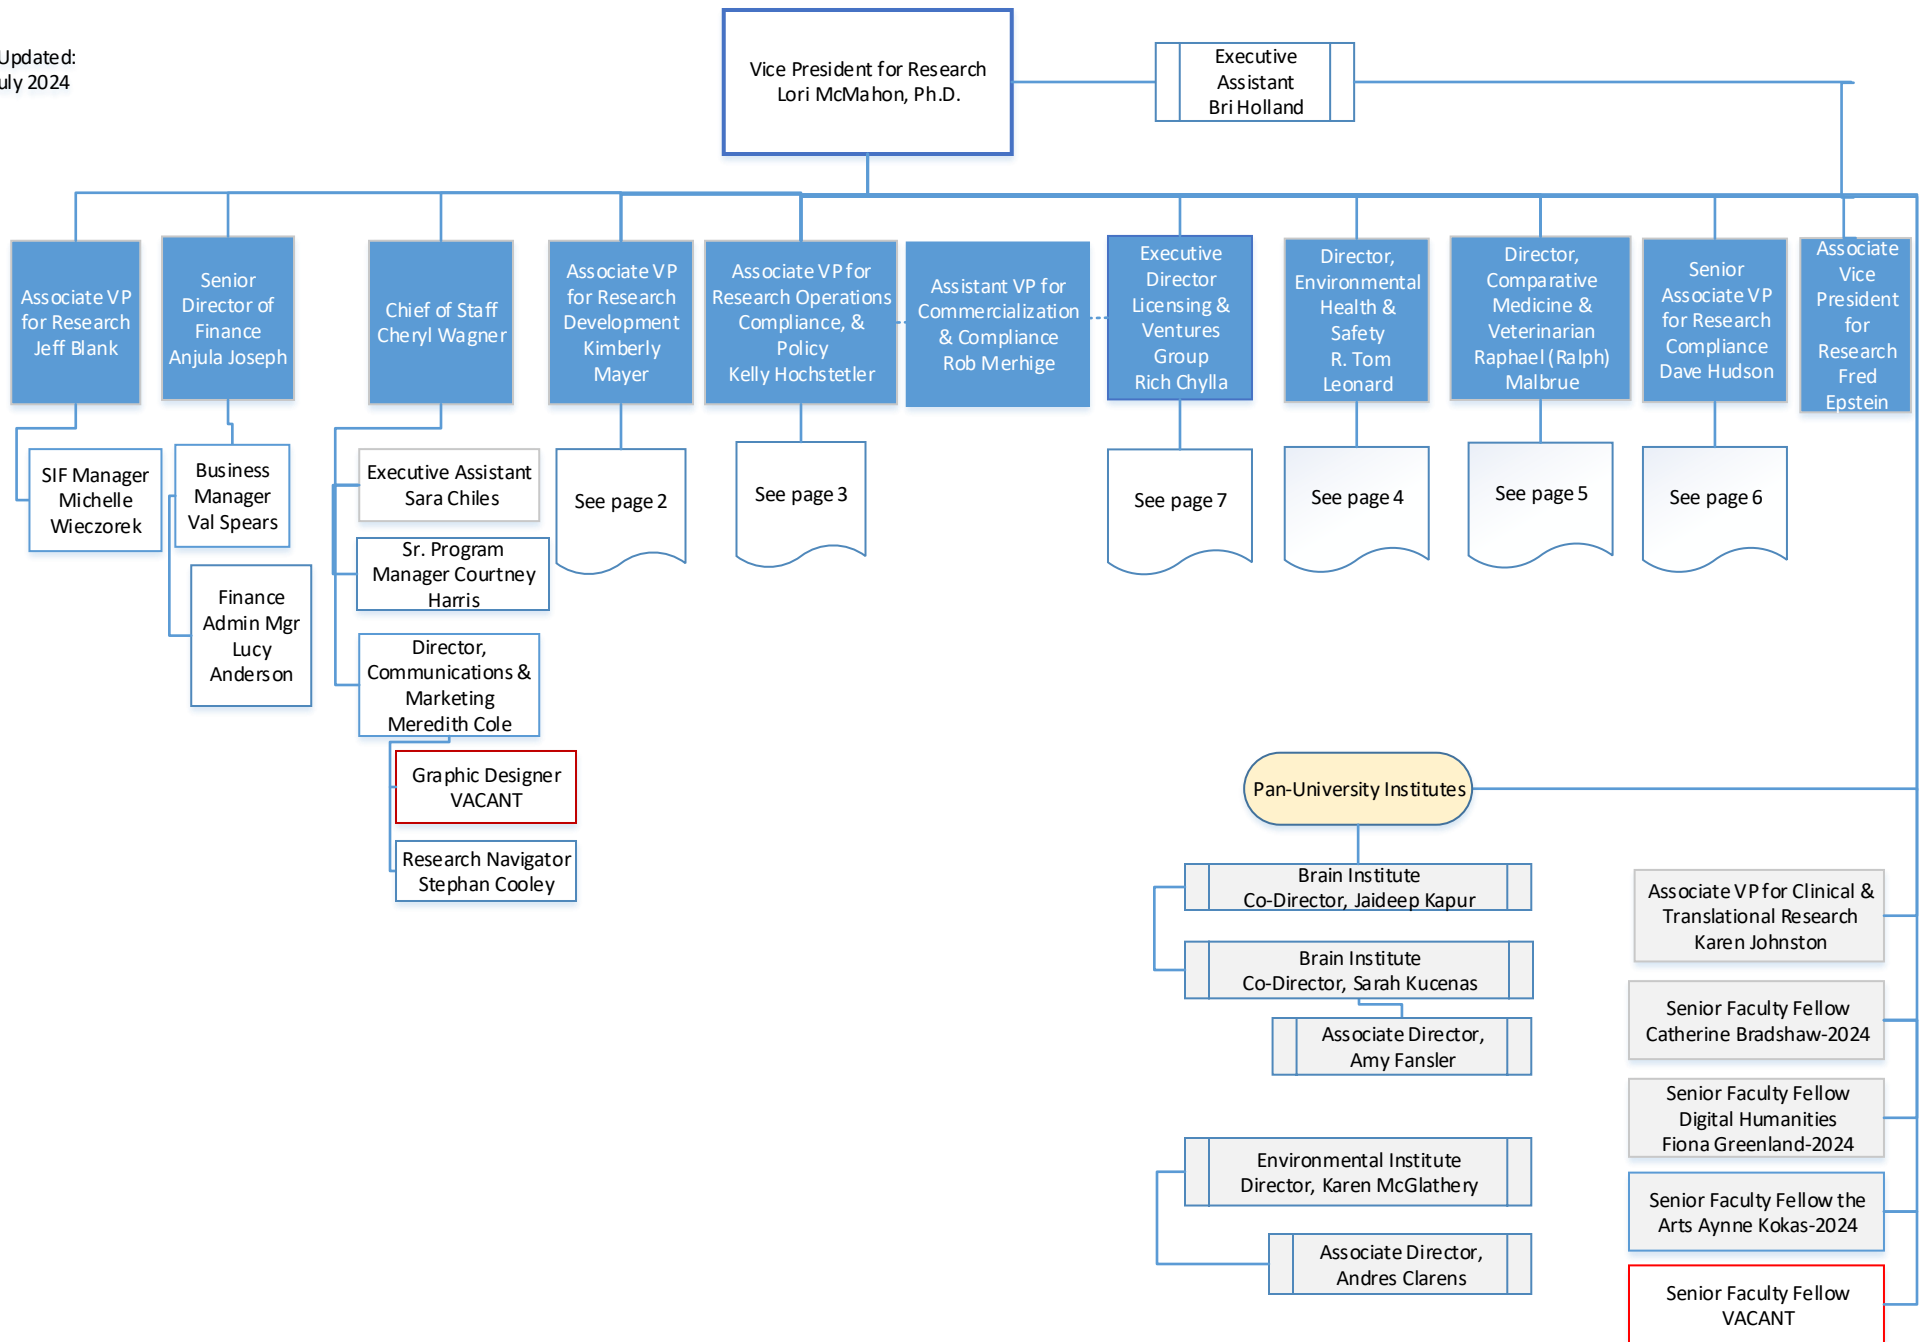 Updated:
uly 2024
Vice President for Research
Lori McMahon, Ph.D.
Executive
Assistant
Bri Holland
Associate VP
for Research
Jeff Blank
Senior
Director of
Finance
Anjula Joseph
Chief of Staff
Cheryl Wagner
Associate VP
for Research
Development
Kimberly
Mayer
Associate VP for
Research Operations
Compliance, &
Policy
Kelly Hochstetler
Assistant VP for
Commercialization
& Compliance
Rob Merhige
Executive
Director
Licensing &
Ventures
Group
Rich Chylla
Director,
Environmental
Health &
Safety
R. Tom
Leonard
Director,
Comparative
Medicine &
Veterinarian
Raphael (Ralph)
Malbrue
Senior
Associate VP
for Research
Compliance
Dave Hudson
Associate
Vice
President
for
Research
Fred
Epstein
SIF Manager
Michelle
Wieczorek
Business
Manager
Val Spears
Finance
Admin Mgr
Lucy
Anderson
Executive Assistant
Sara Chiles
Sr. Program
Manager Courtney
Harris
Director,
Communications &
Marketing
Meredith Cole
Graphic Designer
VACANT
Research Navigator
Stephan Cooley
See page 2
See page 3
See page 7
See page 4
See page 5
See page 6
Pan-University Institutes
Brain Institute
Co-Director, Jaideep Kapur
Brain Institute
Co-Director, Sarah Kucenas
Associate Director,
Amy Fansler
Environmental Institute
Director, Karen McGlathery
Associate Director,
Andres Clarens
Associate VP for Clinical &
Translational Research
Karen Johnston
Senior Faculty Fellow
Catherine Bradshaw-2024
Senior Faculty Fellow
Digital Humanities
Fiona Greenland-2024
Senior Faculty Fellow the
Arts Aynne Kokas-2024
Senior Faculty Fellow
VACANT